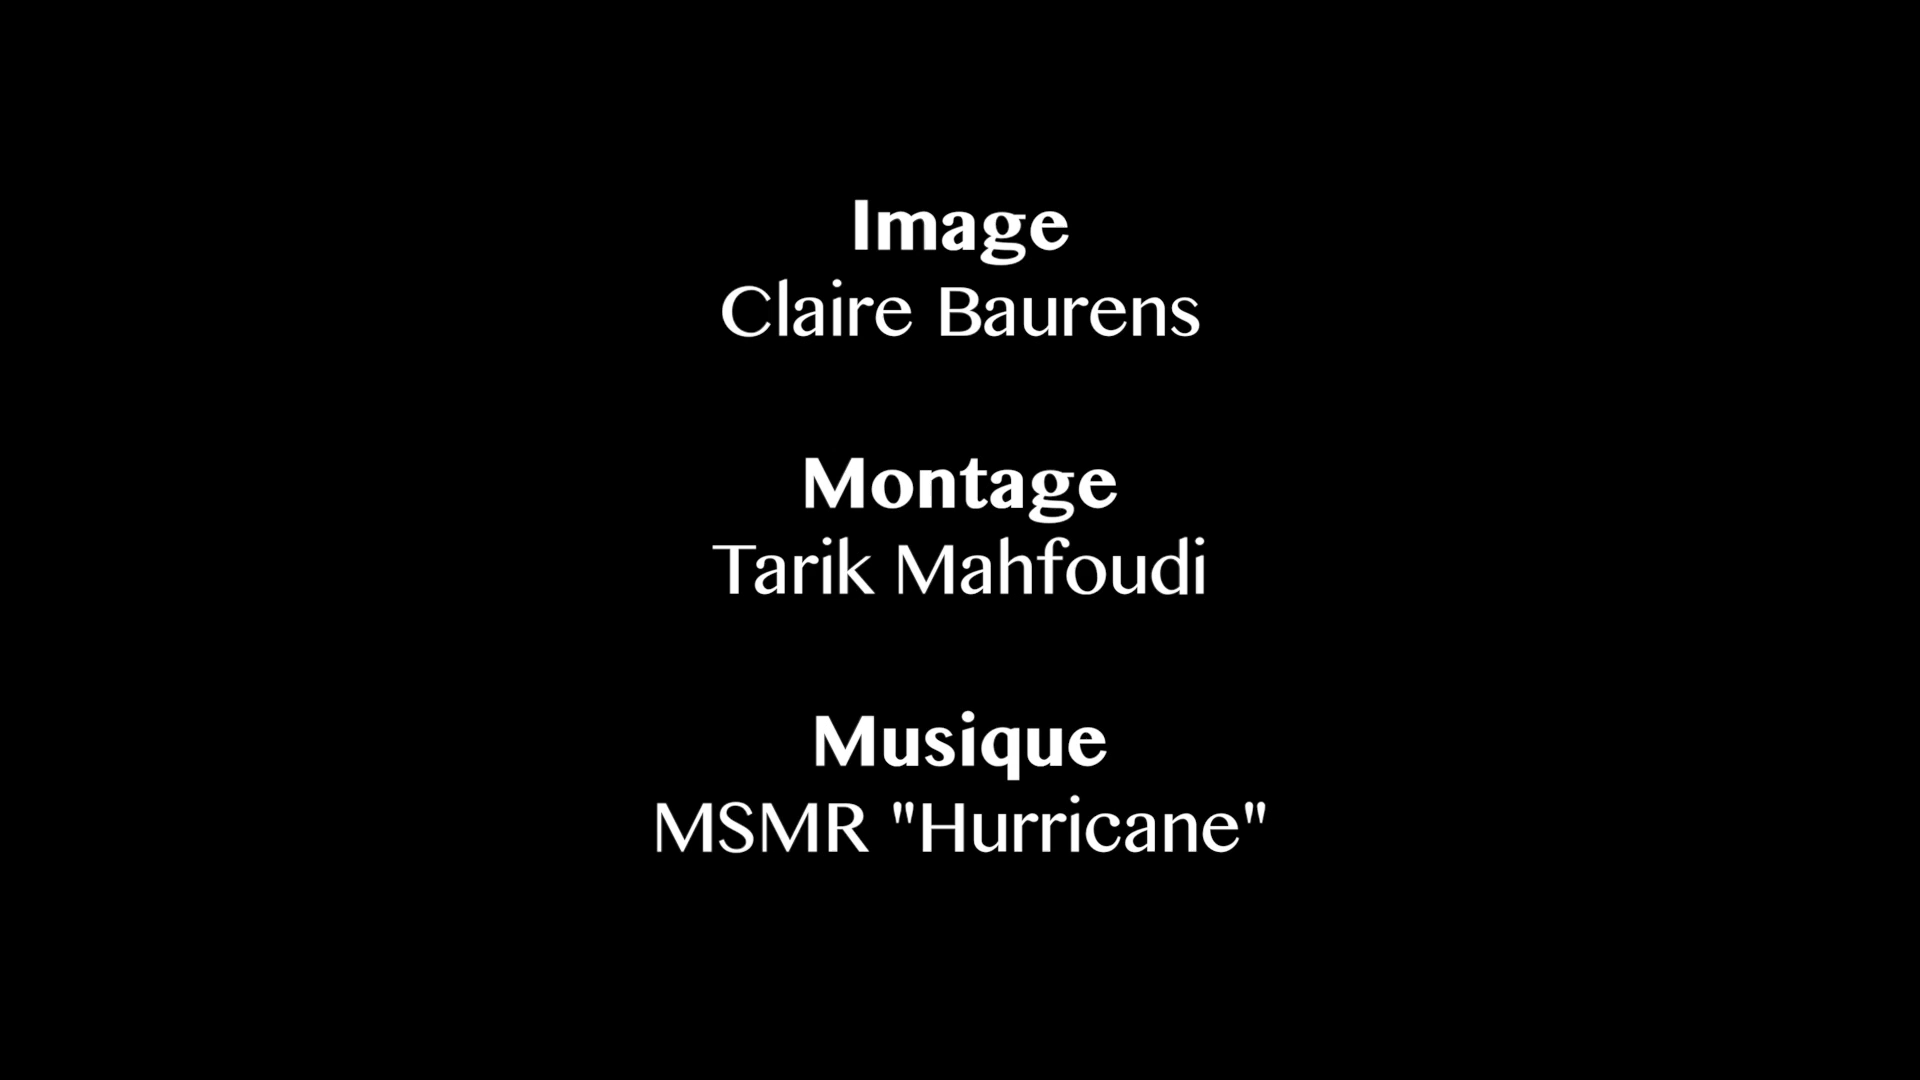 Image
Claire Baurens
Montage
Tarik Mahfoudi
Musique
MSMR "Hurricane"